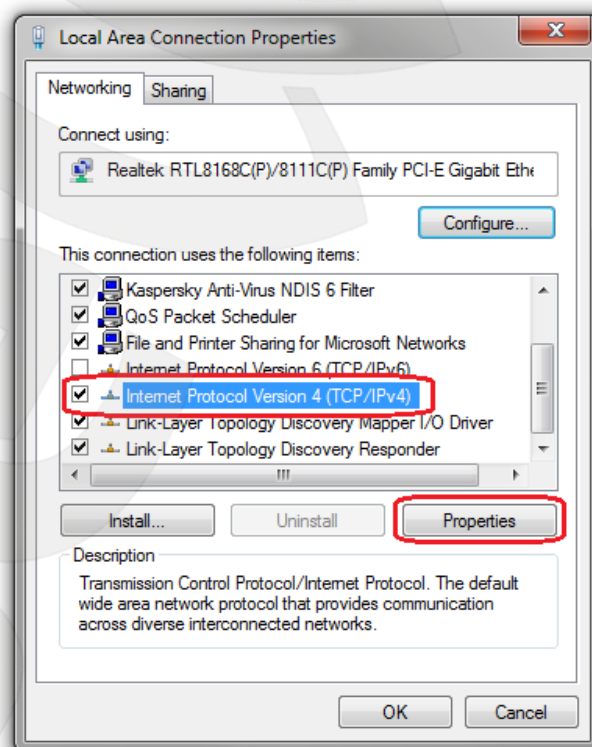 Local Area Connection Properties
Networking
Sharing
Connect using:
Realtek RTL8168C(P)/8111C(P) Family PCI-E Gigabit Ethe
Configure...
This connection uses the following items:
Kaspersky Anti-Virus NDIS 6 Filter
QoS Packet Scheduler
File and Printer Sharing for Microsoft Networks
Internet Protocol Version 6 (TCP/IPv6)
Internet Protocol Version 4 (TCP/IPv4)
Link-Layer Topology Discovery Mapper I/O Driver
Link-Layer Topology Discovery Responder
Install...
Uninstall
Properties
Description
Transmission Control Protocol/Internet Protocol. The default
wide area network protocol that provides communication
across diverse interconnected networks.
OK
Cancel